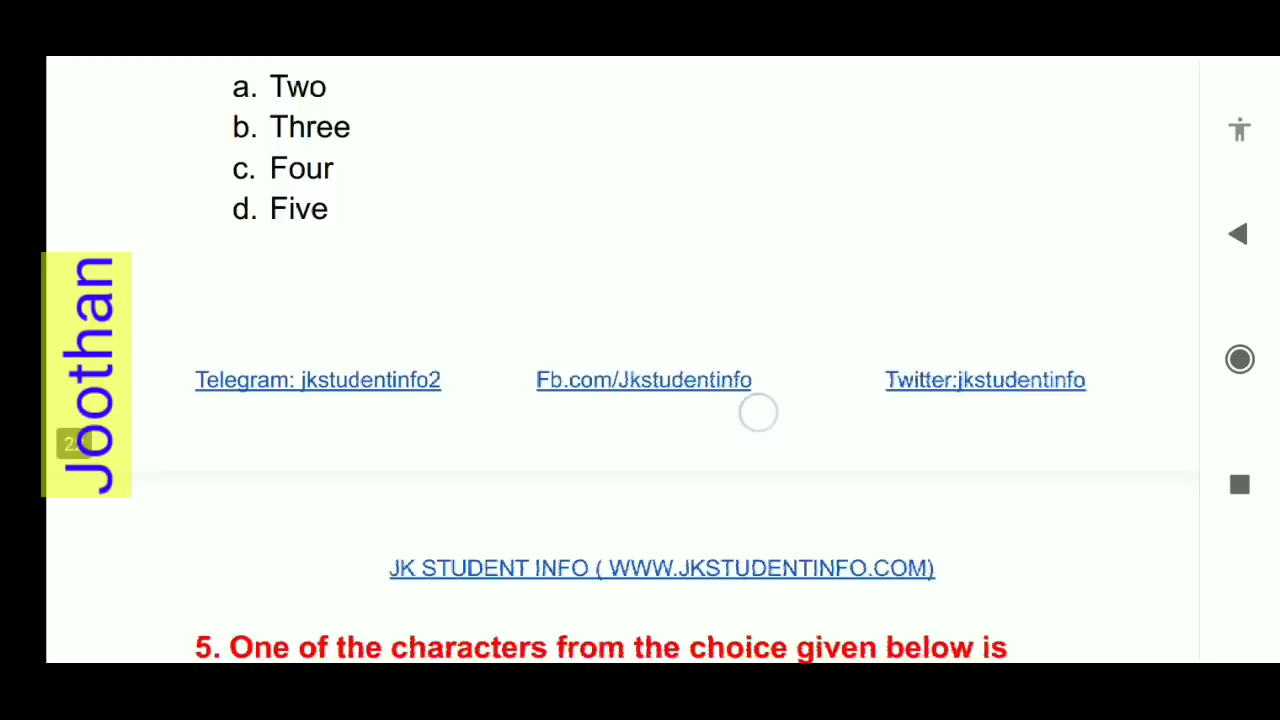 a. Two
b. Three
c. Four
d. Five
Joothan
Telegram: jkstudentinfo2 Fb.com/Jkstudentinfo Twitter:jkstudentinfo
JK STUDENT INFO ( WWW.JKSTUDENTINFO.COM)
5. One of the characters from the choice given below is